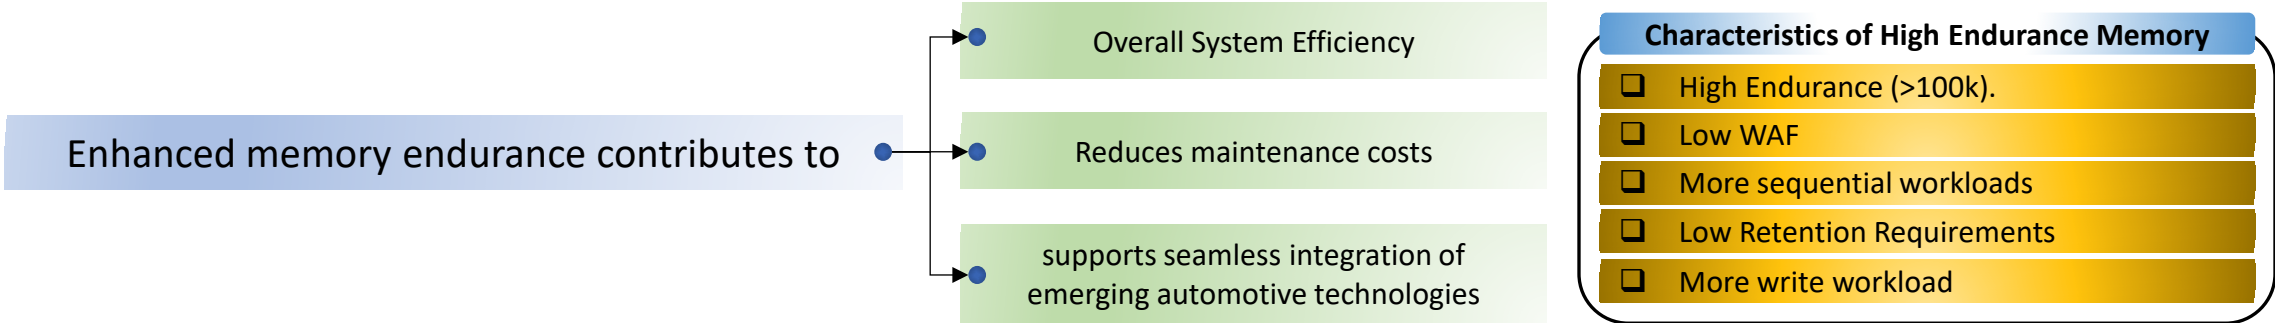 Enhanced memory endurance contributes to
Overall System Efficiency
Reduces maintenance costs
supports seamless integration of
emerging automotive technologies
Characteristics of High Endurance Memory
High Endurance (>100k).
Low WAF
More sequential workloads
Low Retention Requirements
More write workload